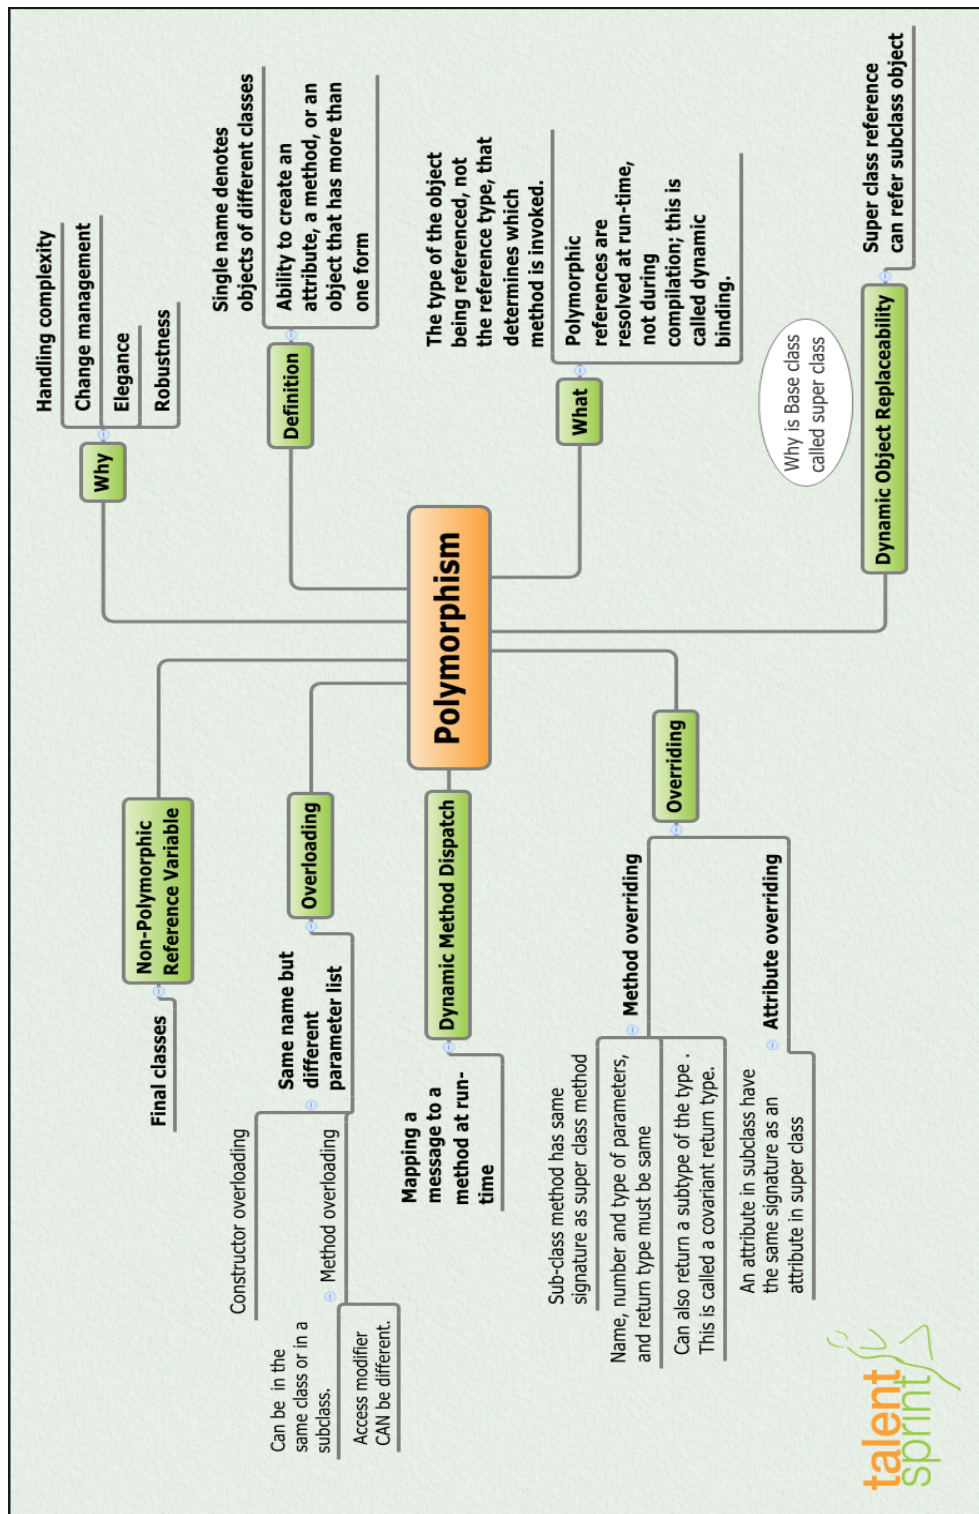 Polymorphism
Why
Handling complexity
Change management
Elegance
Robustness
Definition
Single name denotes
objects of different classes
Ability to create an
attribute, a method, or an
object that has more than
one form
What
The type of the object
being referenced, not
the reference type, that
determines which
method is invoked.
Polymorphic
references are
resolved at run-time,
not during
compilation; this is
called dynamic
binding.
Why is Base class
called super class
Dynamic Object Replaceability
Super class reference
can refer subclass object
Non-Polymorphic
Reference Variable
Final classes
Overloading
Same name but
different
parameter list
Constructor overloading
Method overloading
Can be in the
same class or in a
subclass.
Access modifier
CAN be different.
Dynamic Method Dispatch
Mapping a
message to a
method at run-
time
Overriding
Method overriding
Sub-class method has same
signature as super class method
Name, number and type of parameters,
and return type must be same
Can also return a subtype of the type .
This is called a covariant return type.
Attribute overriding
An attribute in subclass have
the same signature as an
attribute in super class
talent
sprint